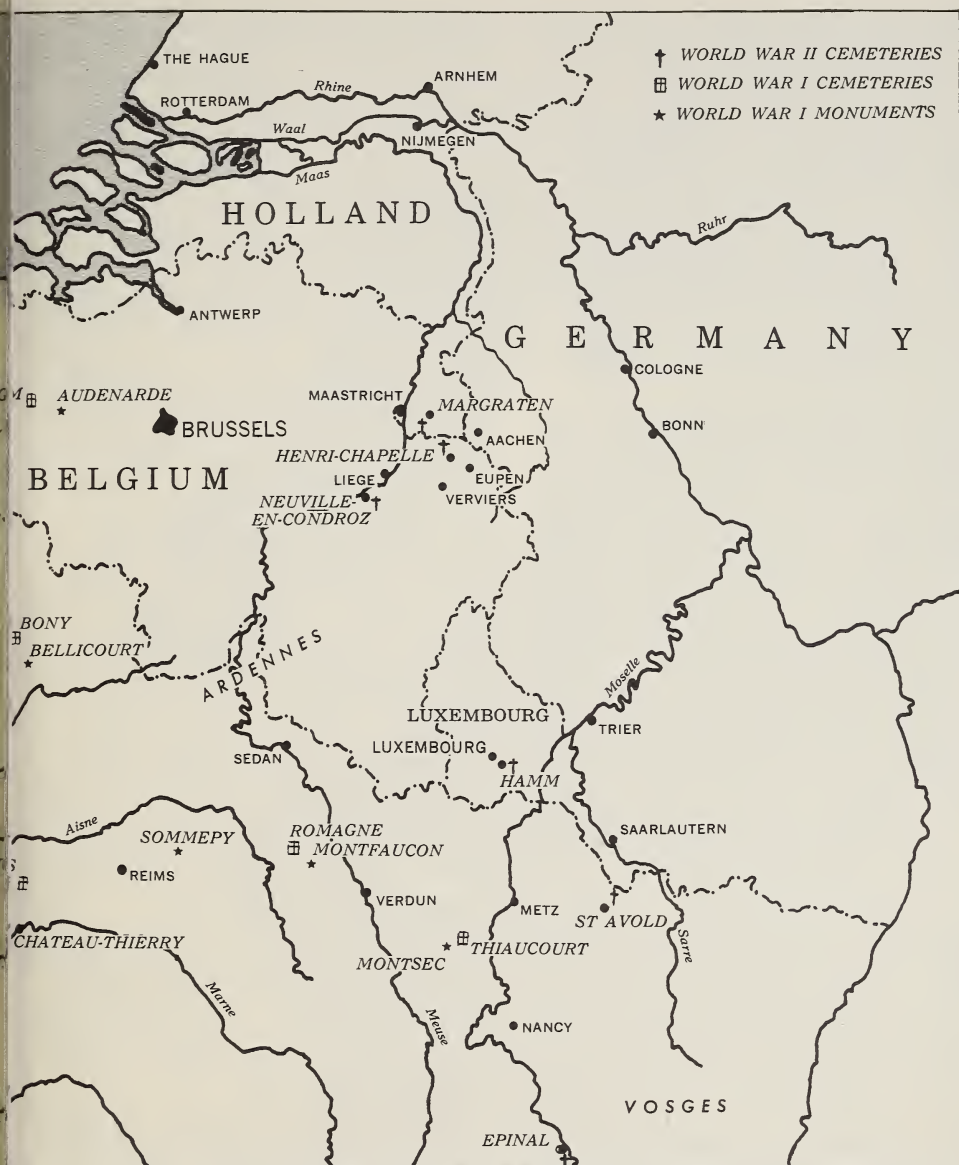 † WORLD WAR II CEMETERIES
WORLD WAR I CEMETERIES
★ WORLD WAR I MONUMENTS
THE HAGUE
ARNHEM
Rhine
ROTTERDAM
Waal
NIJMEGEN
Maas
HOLLAND
Ruhr
ANTWERP
GERMANY
COLOGNE
MAASTRICHT
AUDENARDE
MARGRATEN
BRUSSELS
AACHEN
BONN
HENRI-CHAPELLE
BELGIUM
LIEGE
EUPEN
VERVIERS
NEUVILLE-
EN-CONDROZ
BONY
BELLICOURT
ARDENNES
Moselle
LUXEMBOURG
TRIER
LUXEMBOURG
SEDAN
HAMM
Aisne
SOMMEPY
ROMAGNE
MONTFAUCON
SAARLAUTERN
REIMS
VERDUN
METZ
ST AVOLD
CHATEAU-THIERRY
THIAUCOURT
MONTSEC
Sarre
Marne
Meuse
NANCY
VOSGES
EPINAL